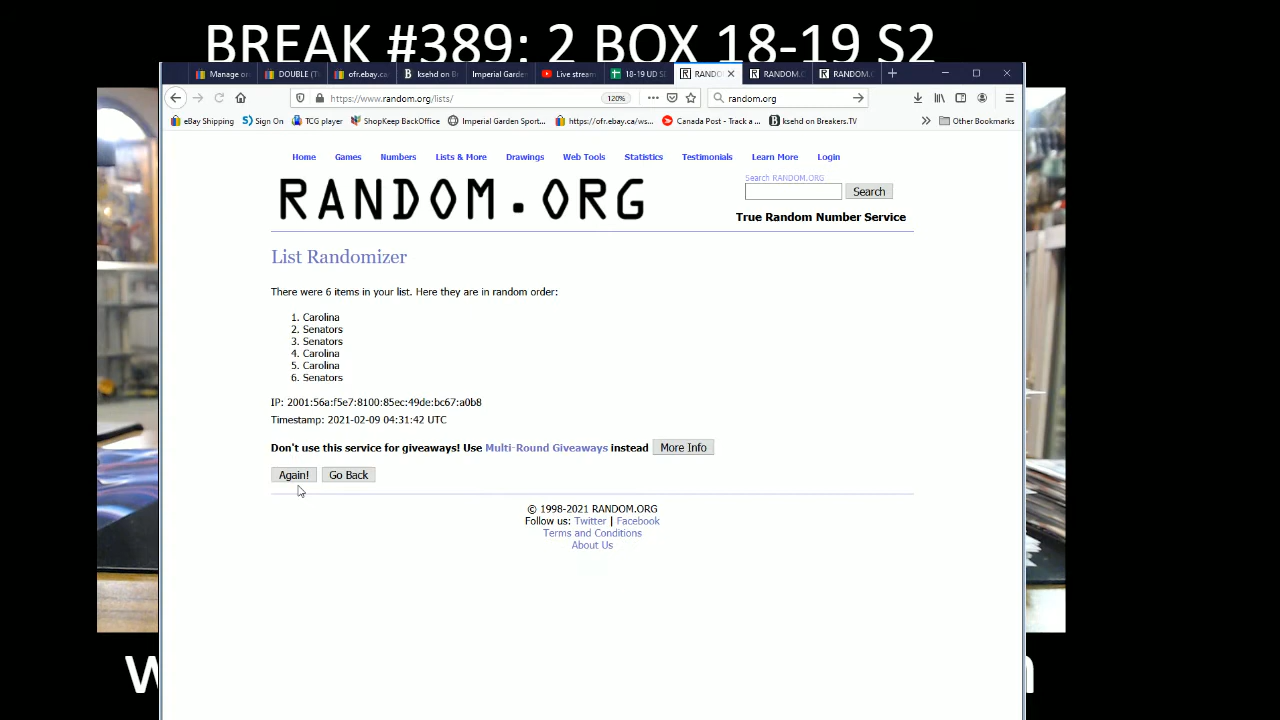 BREAK #389: 2 BOX 18-19 S2
Manage or
DOUBLE (T
ofr.ebay.ca
ksehd on B
Imperial Garde
Live stream
18-19 UD S
RANDO
RANDOM.O
RANDOM.O
https://www.random.org/lists/
120%
random.org
eBay Shipping
Sign On
TCG player
ShopKeep BackOffice
Imperial Garden Sport...
https://ofr.ebay.ca/ws...
Canada Post - Track a ...
ksehd on Breakers.TV
Other Bookmarks
Home Games Numbers Lists & More Drawings Web Tools Statistics Testimonials Learn More Login
RANDOM.ORG
Search RANDOM.ORG
Search
True Random Number Service
List Randomizer
There were 6 items in your list. Here they are in random order:
1. Carolina
2. Senators
3. Senators
4. Carolina
5. Carolina
6. Senators
IP: 2001:56a:f5e7:8100:85ec:49de:bc67:a0b8
Timestamp: 2021-02-09 04:31:42 UTC
Don't use this service for giveaways! Use Multi-Round Giveaways instead More Info
Again! Go Back
© 1998-2021 RANDOM.ORG
Follow us: Twitter | Facebook
Terms and Conditions
About Us